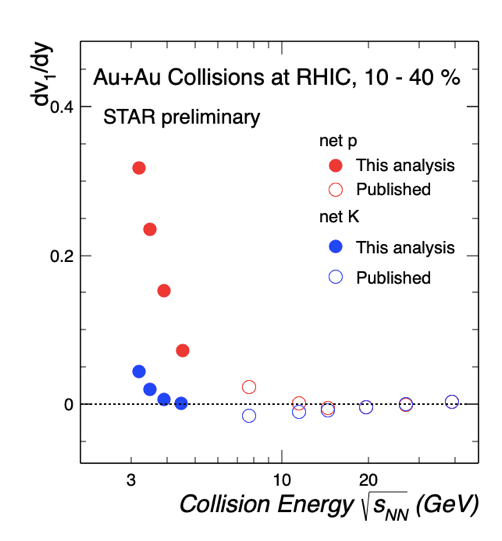 dv₁/dy
Au+Au Collisions at RHIC, 10 - 40 %
0.4
STAR preliminary
net p
This analysis
Published
net K
This analysis
Published
0.2
0
3
10
20
Collision Energy √sNN (GeV)